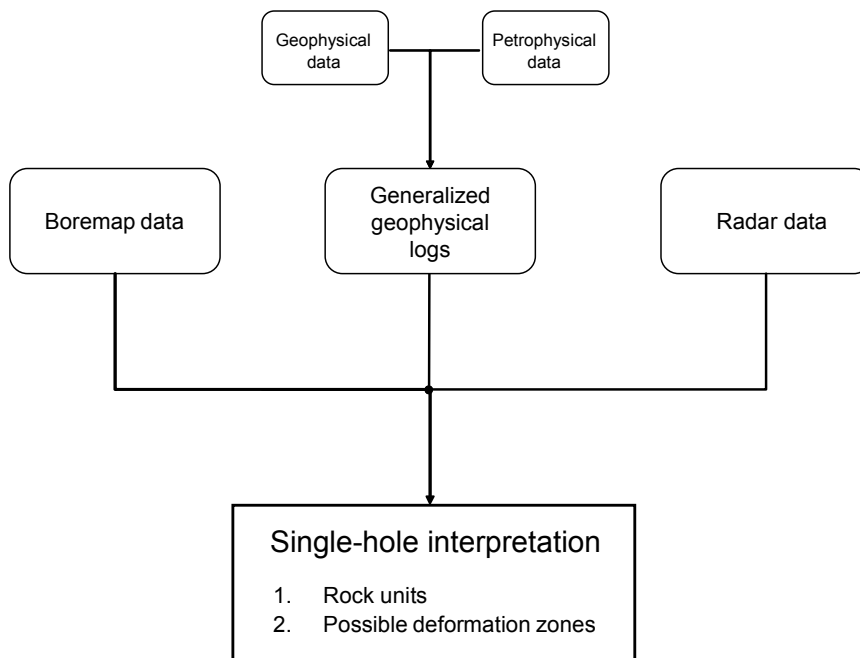 Geophysical
data
Petrophysical
data
Boremap data
Generalized
geophysical
logs
Radar data
Single-hole interpretation
1. Rock units
2. Possible deformation zones